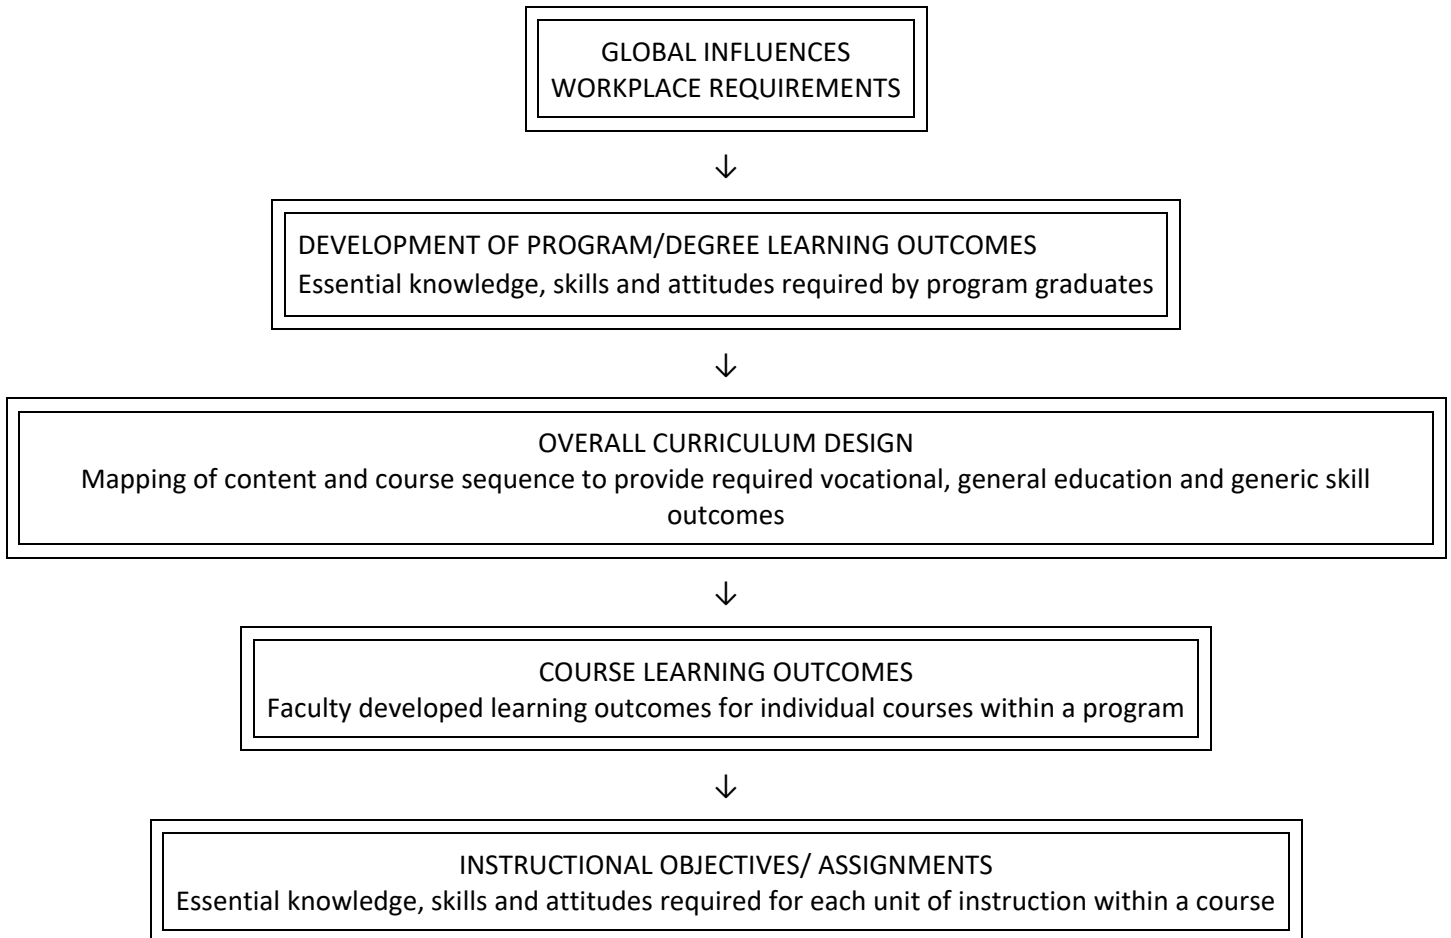 GLOBAL INFLUENCES
WORKPLACE REQUIREMENTS
↓
DEVELOPMENT OF PROGRAM/DEGREE LEARNING OUTCOMES
Essential knowledge, skills and attitudes required by program graduates
↓
OVERALL CURRICULUM DESIGN
Mapping of content and course sequence to provide required vocational, general education and generic skill
outcomes
↓
COURSE LEARNING OUTCOMES
Faculty developed learning outcomes for individual courses within a program
↓
INSTRUCTIONAL OBJECTIVES/ ASSIGNMENTS
Essential knowledge, skills and attitudes required for each unit of instruction within a course